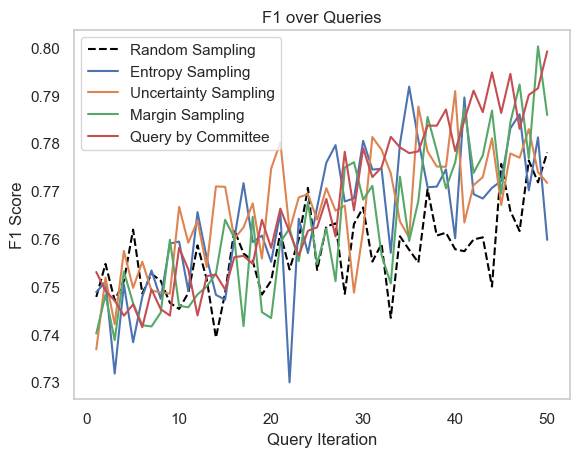 F1 over Queries
Random Sampling
Entropy Sampling
Uncertainty Sampling
Margin Sampling
Query by Committee
F1 Score
0.80
0.79
0.78
0.77
0.76
0.75
0.74
0.73
0 10 20 30 40 50
Query Iteration